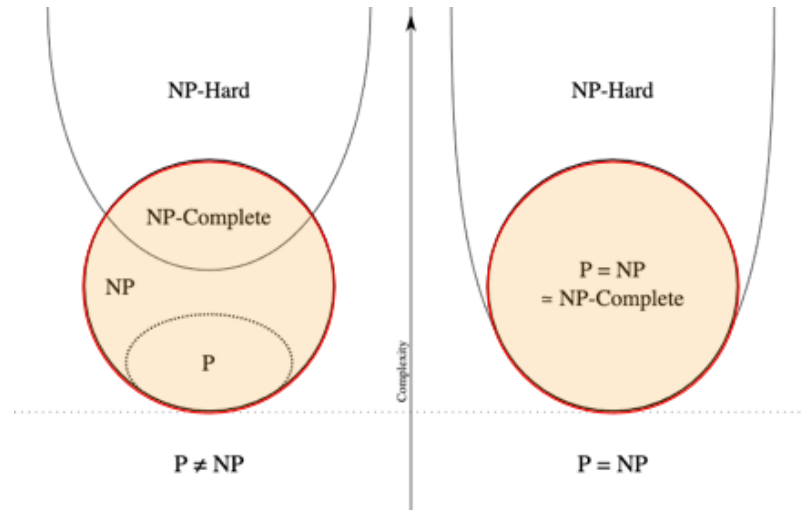 NP-Hard
NP-Complete
NP
P
P ≠ NP
Complexity
NP-Hard
P = NP
≃ NP-Complete
P = NP